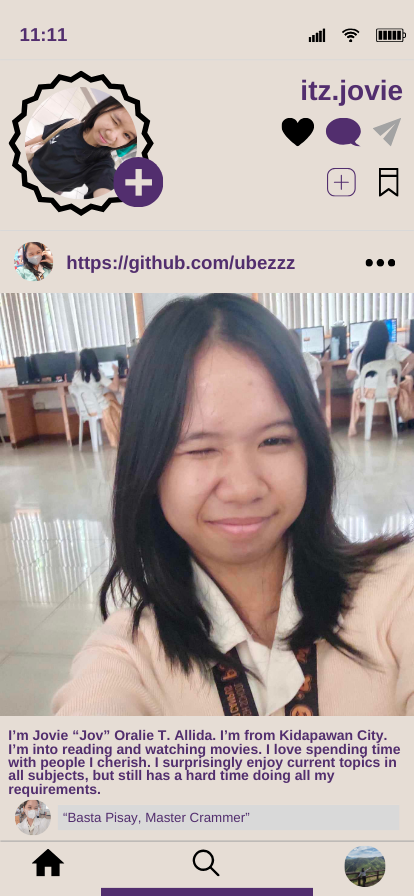 11:11
itz.jovie
https://github.com/ubezzz
I’m Jovie “Jov” Oralie T. Allida. I’m from Kidapawan City.
I’m into reading and watching movies. I love spending time
with people I cherish. I surprisingly enjoy current topics in
all subjects, but still has a hard time doing all my
requirements.
“Basta Pisay, Master Crammer”